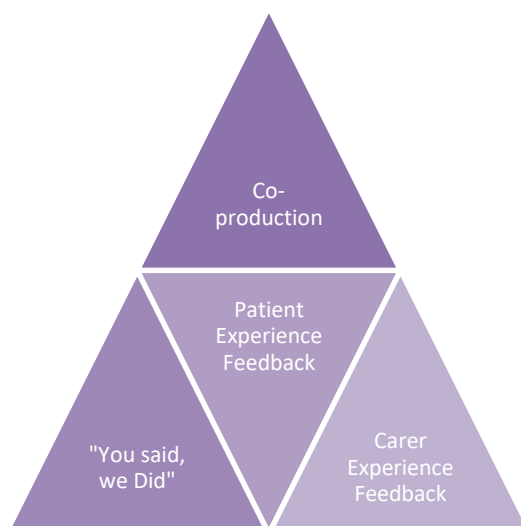 Co-
production
Patient
Experience
Feedback
"You said,
we Did"
Carer
Experience
Feedback